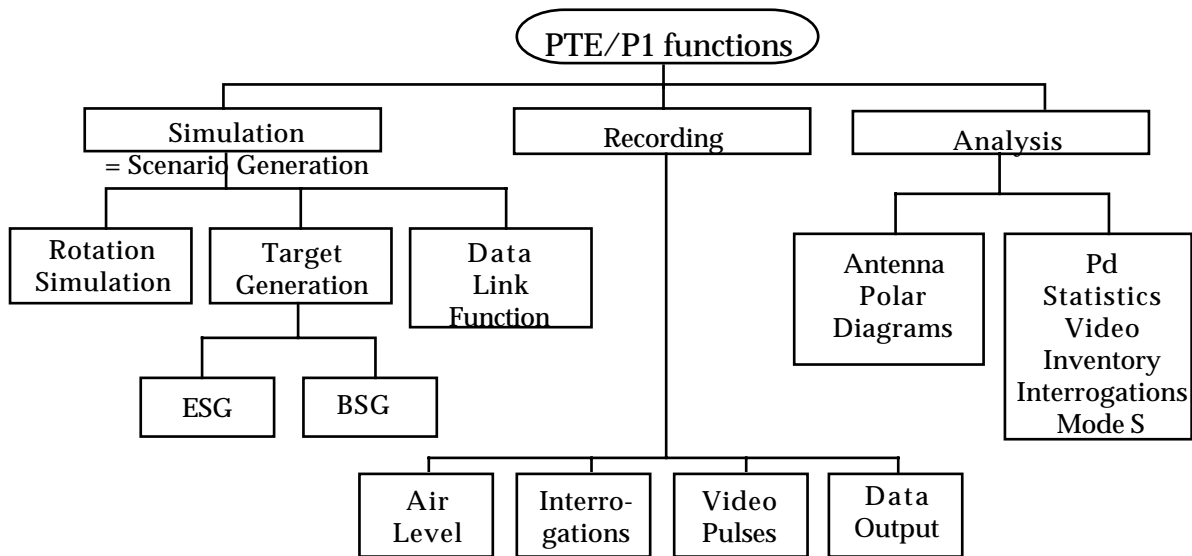 PTE/P1 functions
Simulation
= Scenario Generation
Recording
Analysis
Rotation
Simulation
Target
Generation
Data
Link
Function
Antenna
Polar
Diagrams
Pd
Statistics
Video
Inventory
Interrogations
Mode S
ESG
BSG
Air
Level
Interro-
gations
Video
Pulses
Data
Output